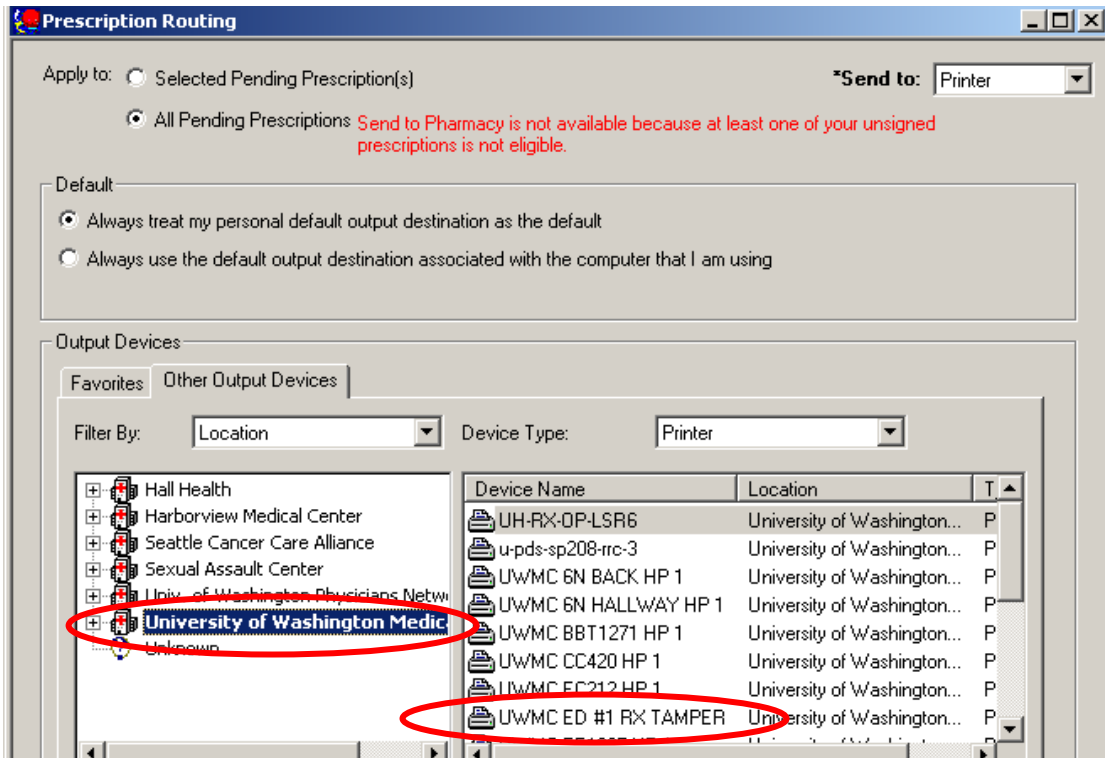 Prescription Routing
Apply to: Selected Pending Prescription(s) *Send to: Printer
All Pending Prescriptions Send to Pharmacy is not available because at least one of your unsigned
prescriptions is not eligible.
Default
Always treat my personal default output destination as the default
Always use the default output destination associated with the computer that I am using
Output Devices
Favorites Other Output Devices
Filter By: Location Device Type: Printer
Device Name Location T
Hall Health UH-RX-OP-LSR6 University of Washington... P
Harborview Medical Center u-pds-sp208-rrc-3 University of Washington... P
Seattle Cancer Care Alliance UWMC 6N BACK HP 1 University of Washington... P
Sexual Assault Center UWMC 6N HALLWAY HP 1 University of Washington... P
Univ. of Washington Physicians Netw UWMC BBT1271 HP 1 University of Washington... P
University of Washington Medic UWMC CC420 HP 1 University of Washington... P
Unknown UWMC EC212 HP 1 University of Washington... P
UWMC ED #1 RX TAMPER University of Washington... P